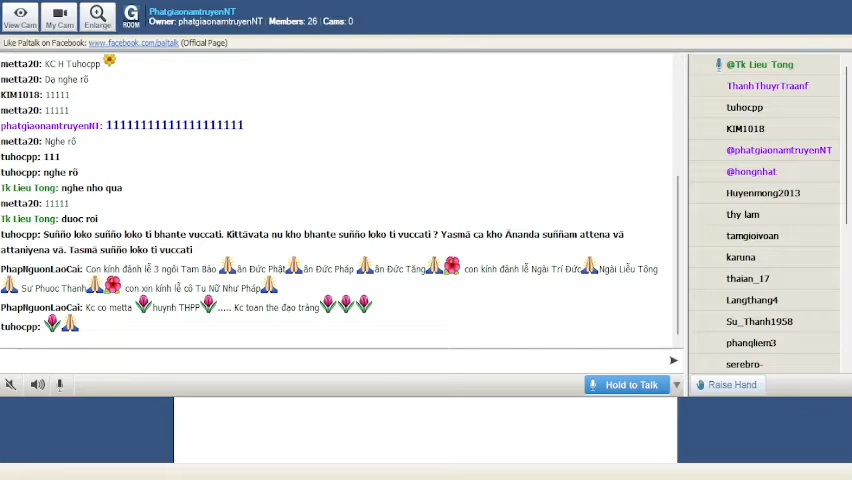 PhatgiaonamtruyenNT
Owner: phatgiaonamtruyenNT Members: 26 Cams: 0
View Cam
My Cam
Enlarge
G
ROOM
Like Paltalk on Facebook: www.facebook.com/paltalk (Official Page)
metta20: KC H Tuhocpp
metta20: Dạ nghe rõ
KIM1018: 11111
metta20: 11111
phatgiaonamtruyenNT: 11111111111111111111
metta20: Nghe rõ
tuhocpp: 111
tuhocpp: nghe rõ
Tk Lieu Tong: nghe nho qua
metta20: 11111
Tk Lieu Tong: duoc roi
tuhocpp: Suñño loko suñño loko ti bhante vuccati. Kittāvata nu kho bhante suñño loko ti vuccati ? Yasmā ca kho Ānanda suññam attena vā
attaniyena vā. Tasmā suñño loko ti vuccati
PhapNguonLaoCai: Con kính đảnh lễ 3 ngôi Tam Bảo ân Đức Phật ân Đức Pháp ân Đức Tăng con kính đảnh lễ Ngài Trí Đức Ngài Liễu Tông
Sư Phuoc Thanh con xin kính lễ cô Tu Nữ Như Pháp
PhapNguonLaoCai: Kc co metta huynh THPP ..... Kc toan the đạo tràng
tuhocpp:
Hold to Talk
@Tk Lieu Tong
ThanhThuyrTraanf
tuhocpp
KIM1018
@phatgiaonamtruyenNT
@hongnhat
Huyenmong2013
thy lam
tamgioivoan
karuna
thaian_17
Langthang4
Su_Thanh1958
phanqliem3
serebro-
Raise Hand